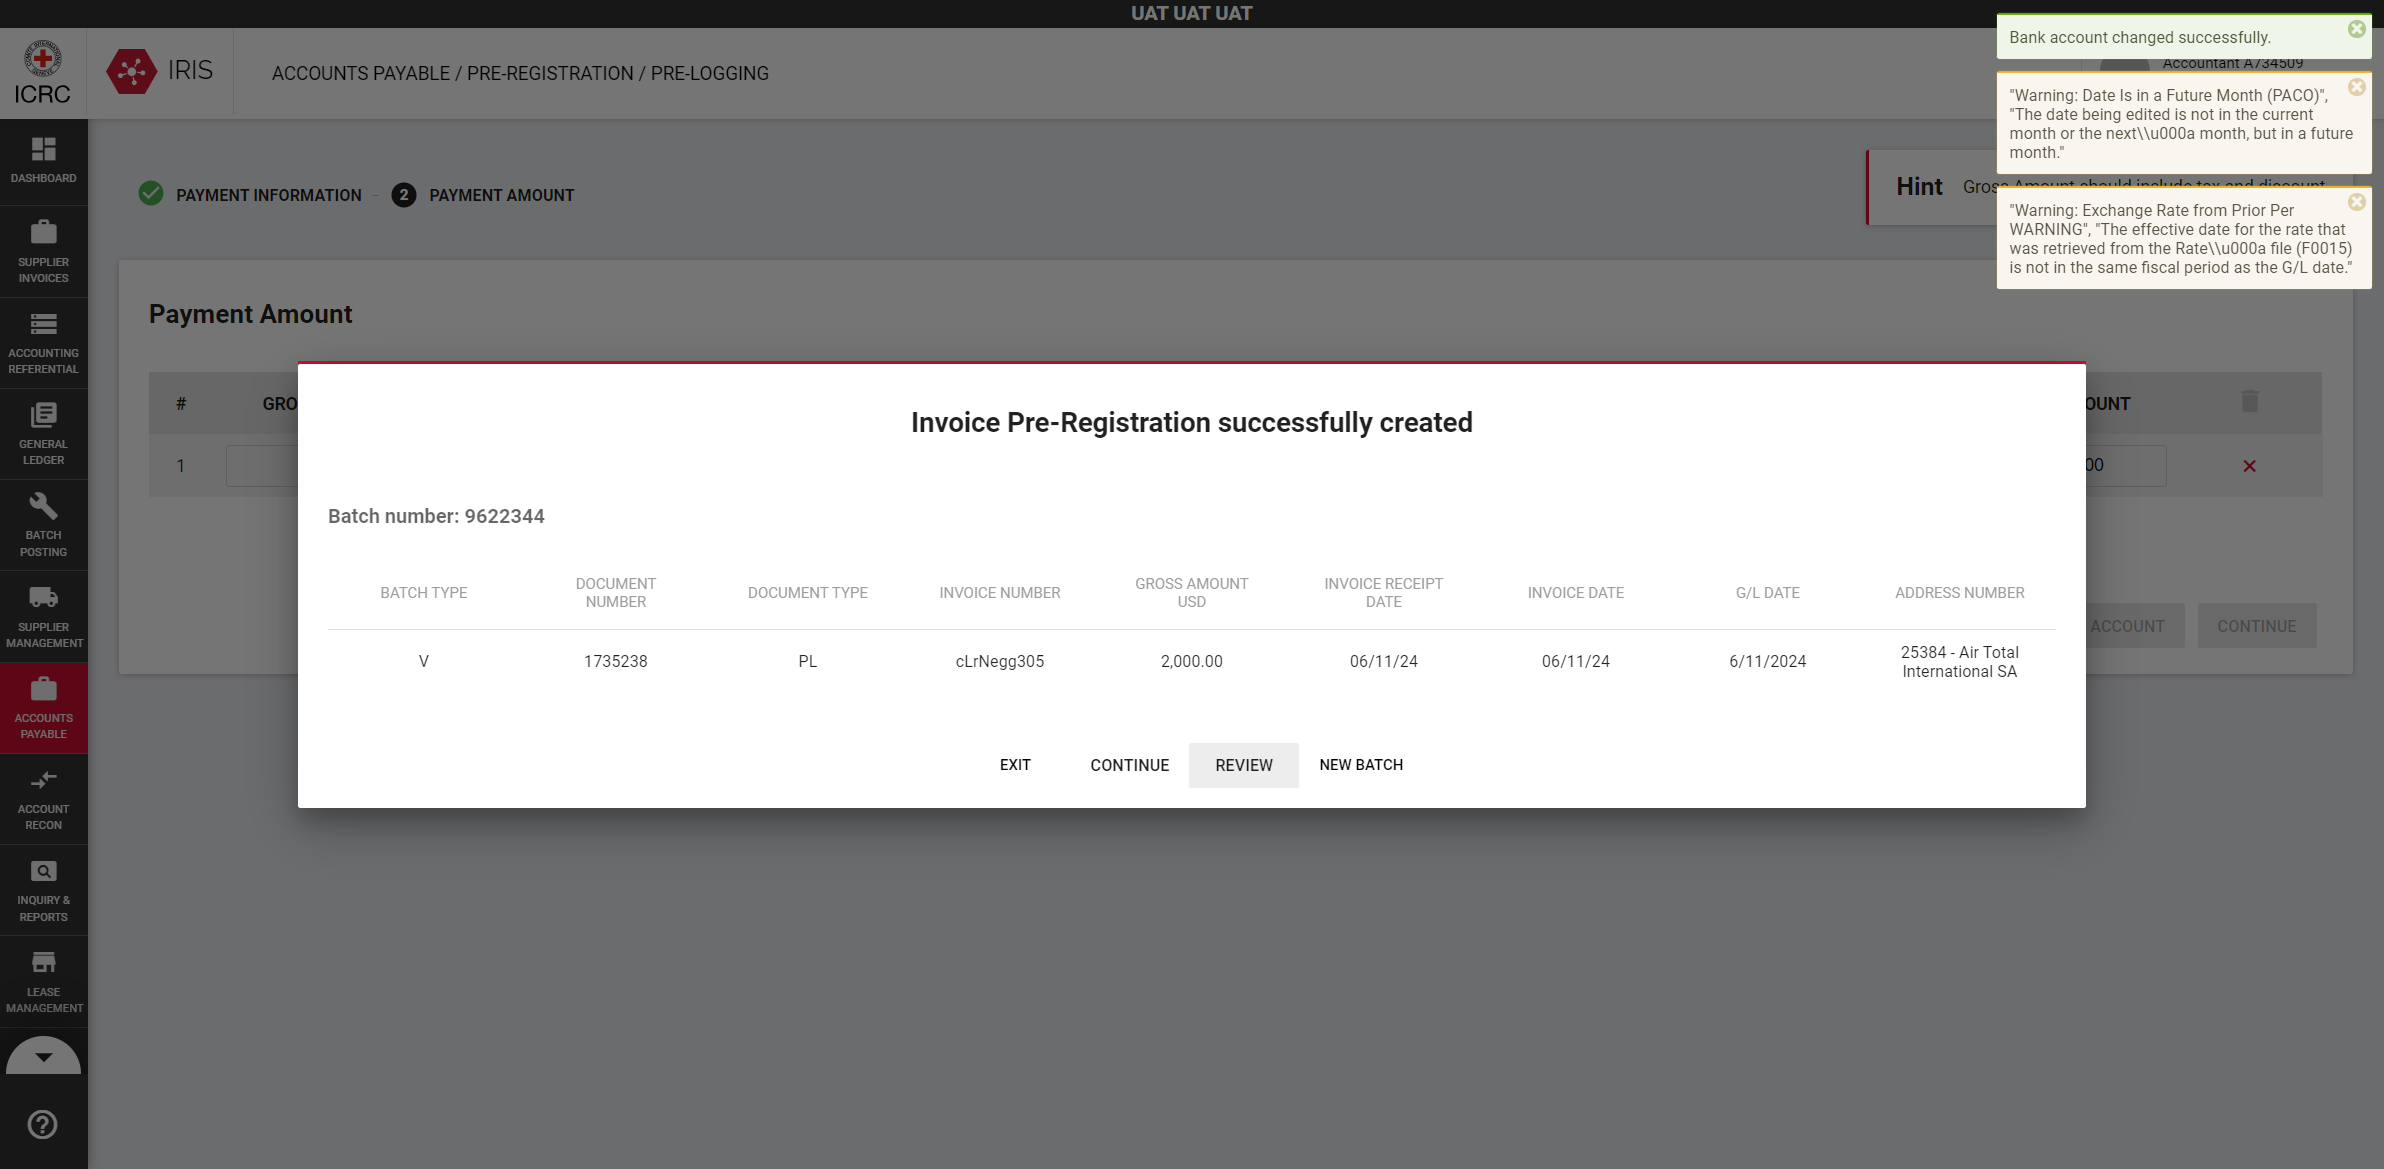 UAT UAT UAT
ICRC
IRIS
ACCOUNTS PAYABLE / PRE-REGISTRATION / PRE-LOGGING
Accountant A734509
Bank account changed successfully.
"Warning: Date Is in a Future Month (PACO)",
"The date being edited is not in the current
month or the next\\u000a month, but in a future
month."
"Warning: Exchange Rate from Prior Per
WARNING", "The effective date for the rate that
was retrieved from the Rate\\u000a file (F0015)
is not in the same fiscal period as the G/L date."
DASHBOARD
SUPPLIER
INVOICES
ACCOUNTING
REFERENTIAL
GENERAL
LEDGER
BATCH
POSTING
SUPPLIER
MANAGEMENT
ACCOUNTS
PAYABLE
ACCOUNT
RECON
INQUIRY &
REPORTS
LEASE
MANAGEMENT
PAYMENT INFORMATION - 2 PAYMENT AMOUNT
Hint Gross Amount should include tax and discount
Payment Amount
# GRO OUNT
1 00
ACCOUNT CONTINUE
Invoice Pre-Registration successfully created
Batch number: 9622344
BATCH TYPE DOCUMENT NUMBER DOCUMENT TYPE INVOICE NUMBER GROSS AMOUNT USD INVOICE RECEIPT DATE INVOICE DATE G/L DATE ADDRESS NUMBER
V 1735238 PL cLrNegg305 2,000.00 06/11/24 06/11/24 6/11/2024 25384 - Air Total International SA
EXIT CONTINUE REVIEW NEW BATCH